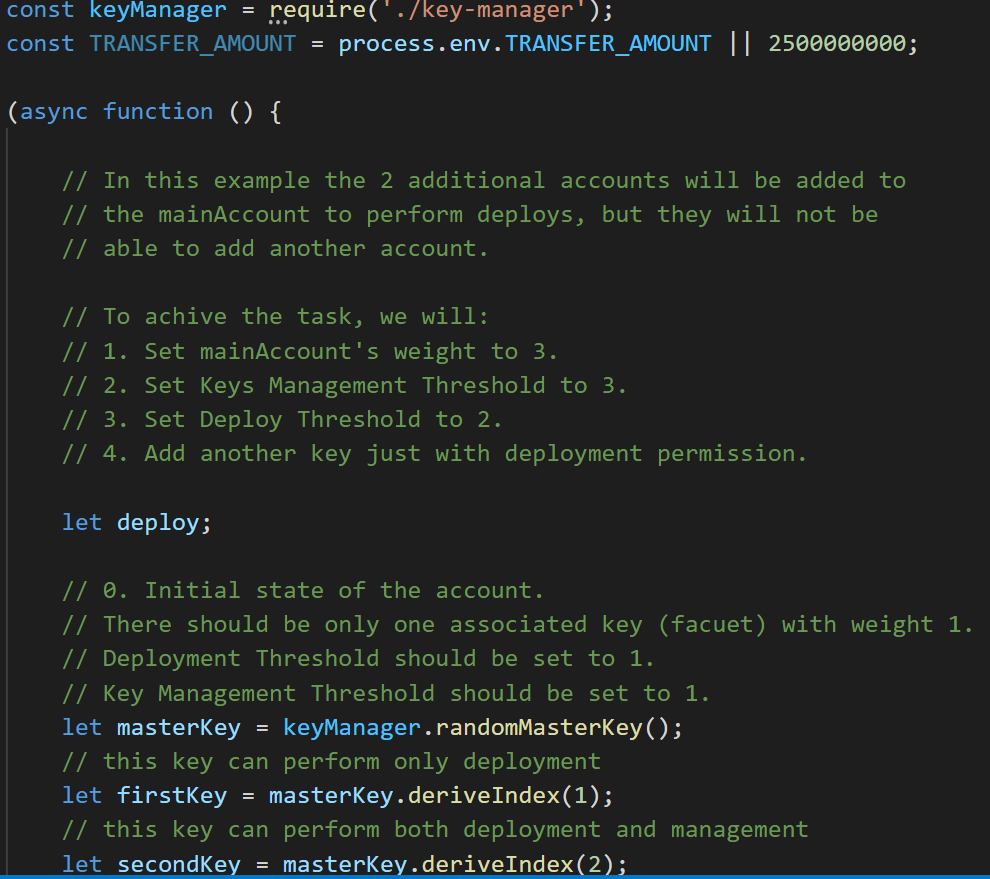 const keyManager = require('./key-manager');
const TRANSFER_AMOUNT = process.env.TRANSFER_AMOUNT || 2500000000;
(async function () {
// In this example the 2 additional accounts will be added to
// the mainAccount to perform deploys, but they will not be
// able to add another account.
// To achive the task, we will:
// 1. Set mainAccount's weight to 3.
// 2. Set Keys Management Threshold to 3.
// 3. Set Deploy Threshold to 2.
// 4. Add another key just with deployment permission.
let deploy;
// 0. Initial state of the account.
// There should be only one associated key (facuet) with weight 1.
// Deployment Threshold should be set to 1.
// Key Management Threshold should be set to 1.
let masterKey = keyManager.randomMasterKey();
// this key can perform only deployment
let firstKey = masterKey.deriveIndex(1);
// this key can perform both deployment and management
let secondKey = masterKey.deriveIndex(2);